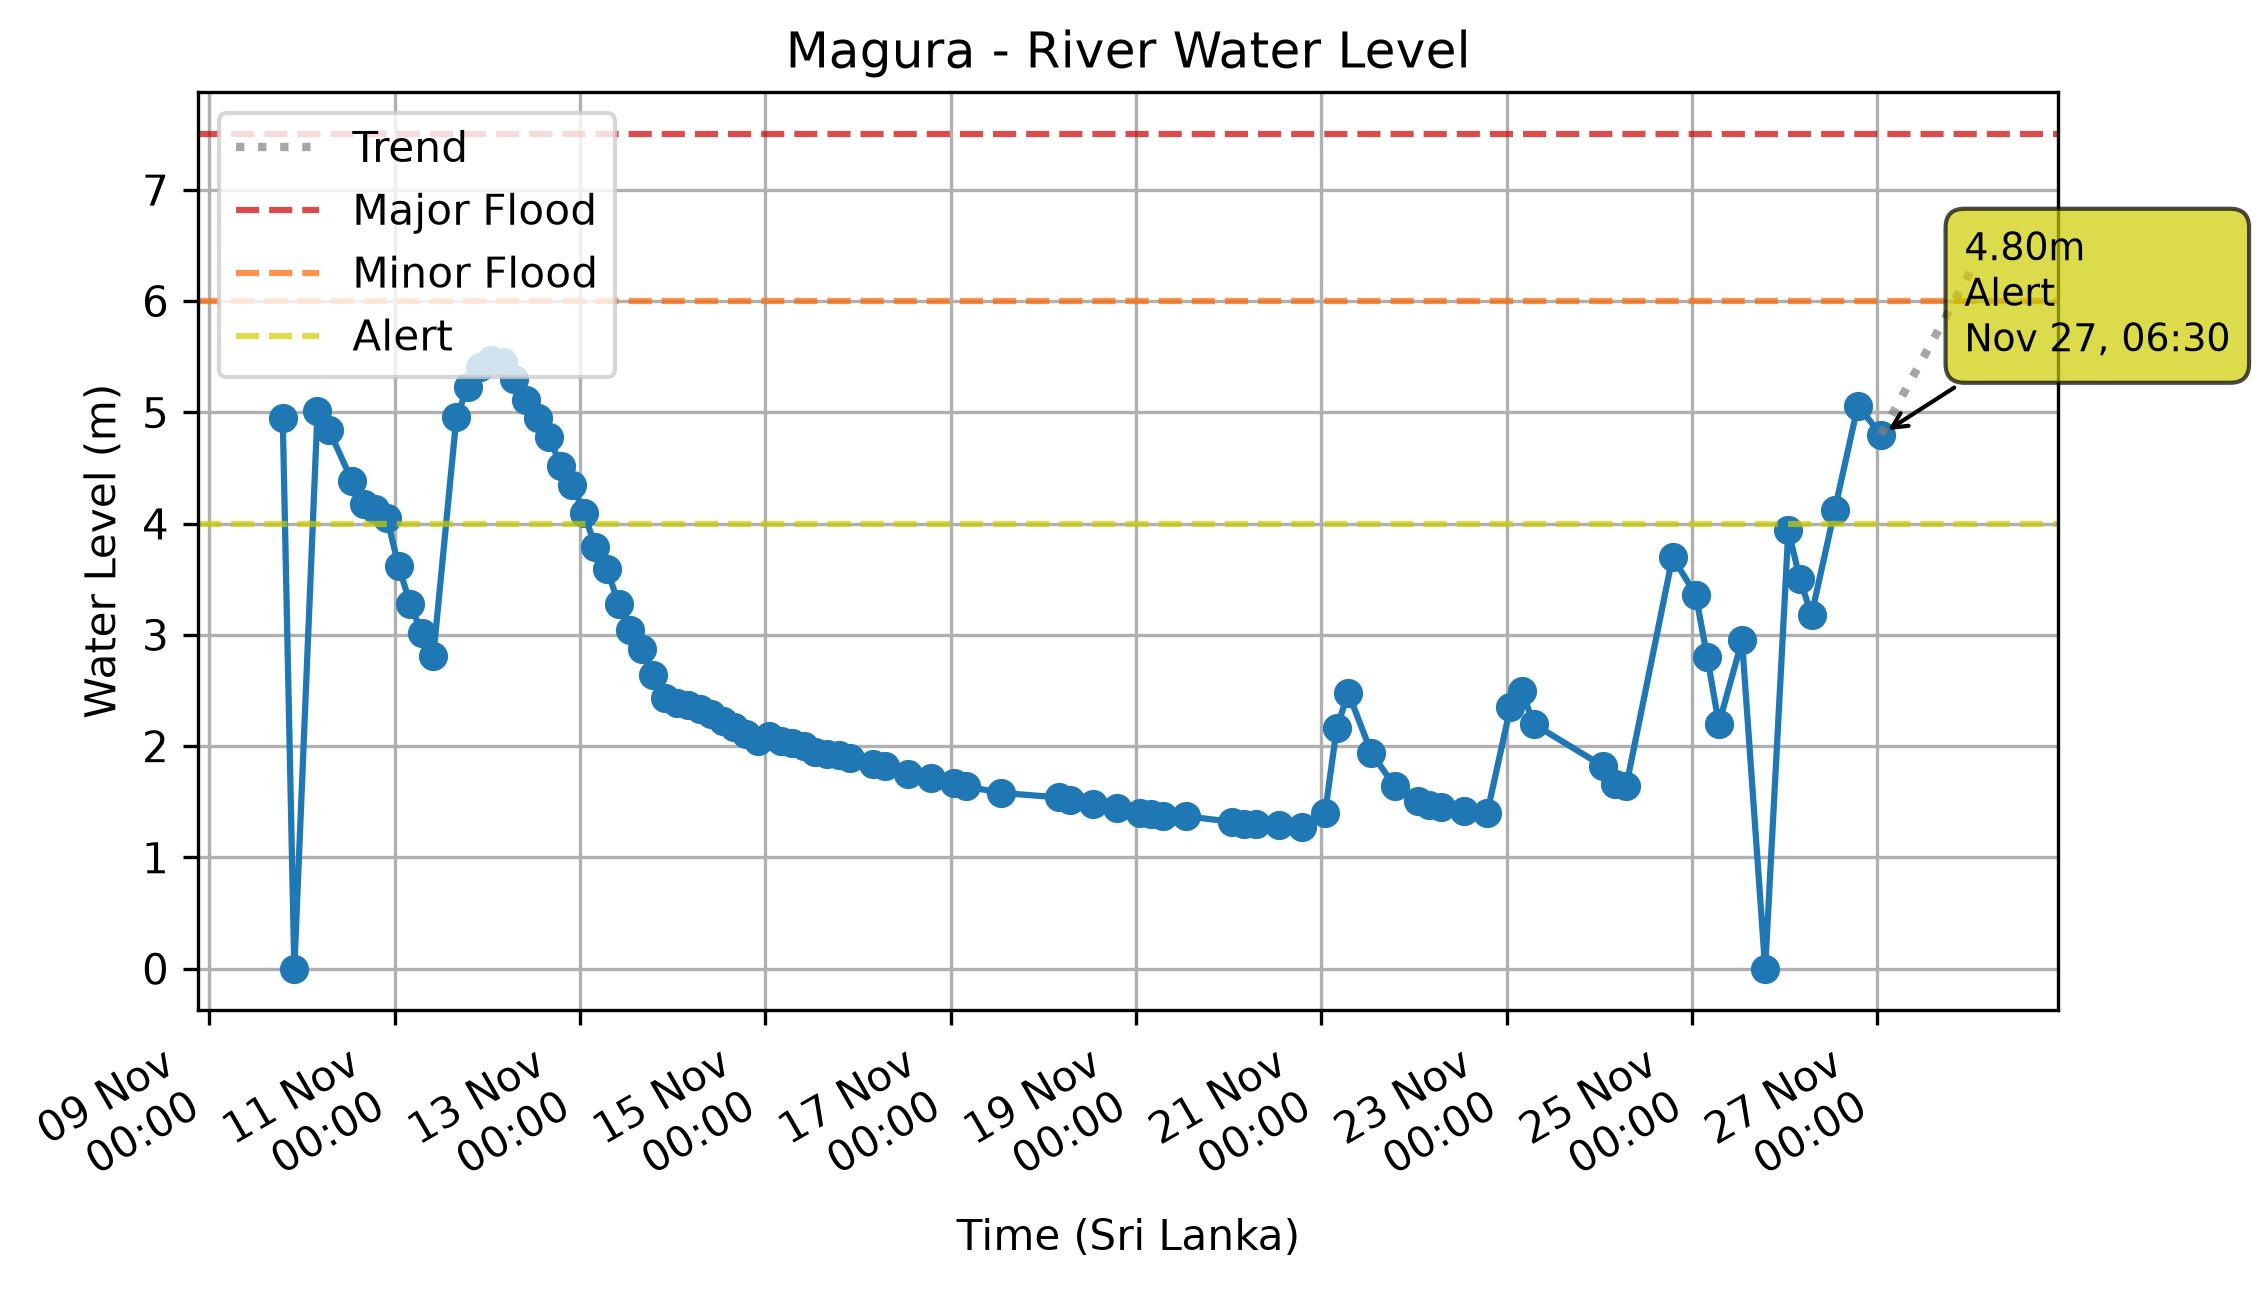 Magura - River Water Level
Trend
Major Flood
Minor Flood
Alert
4.80m
Alert
Nov 27, 06:30
Water Level (m)
7
6
5
4
3
2
1
0
09 Nov
00:00
11 Nov
00:00
13 Nov
00:00
15 Nov
00:00
17 Nov
00:00
19 Nov
00:00
21 Nov
00:00
23 Nov
00:00
25 Nov
00:00
27 Nov
00:00
Time (Sri Lanka)